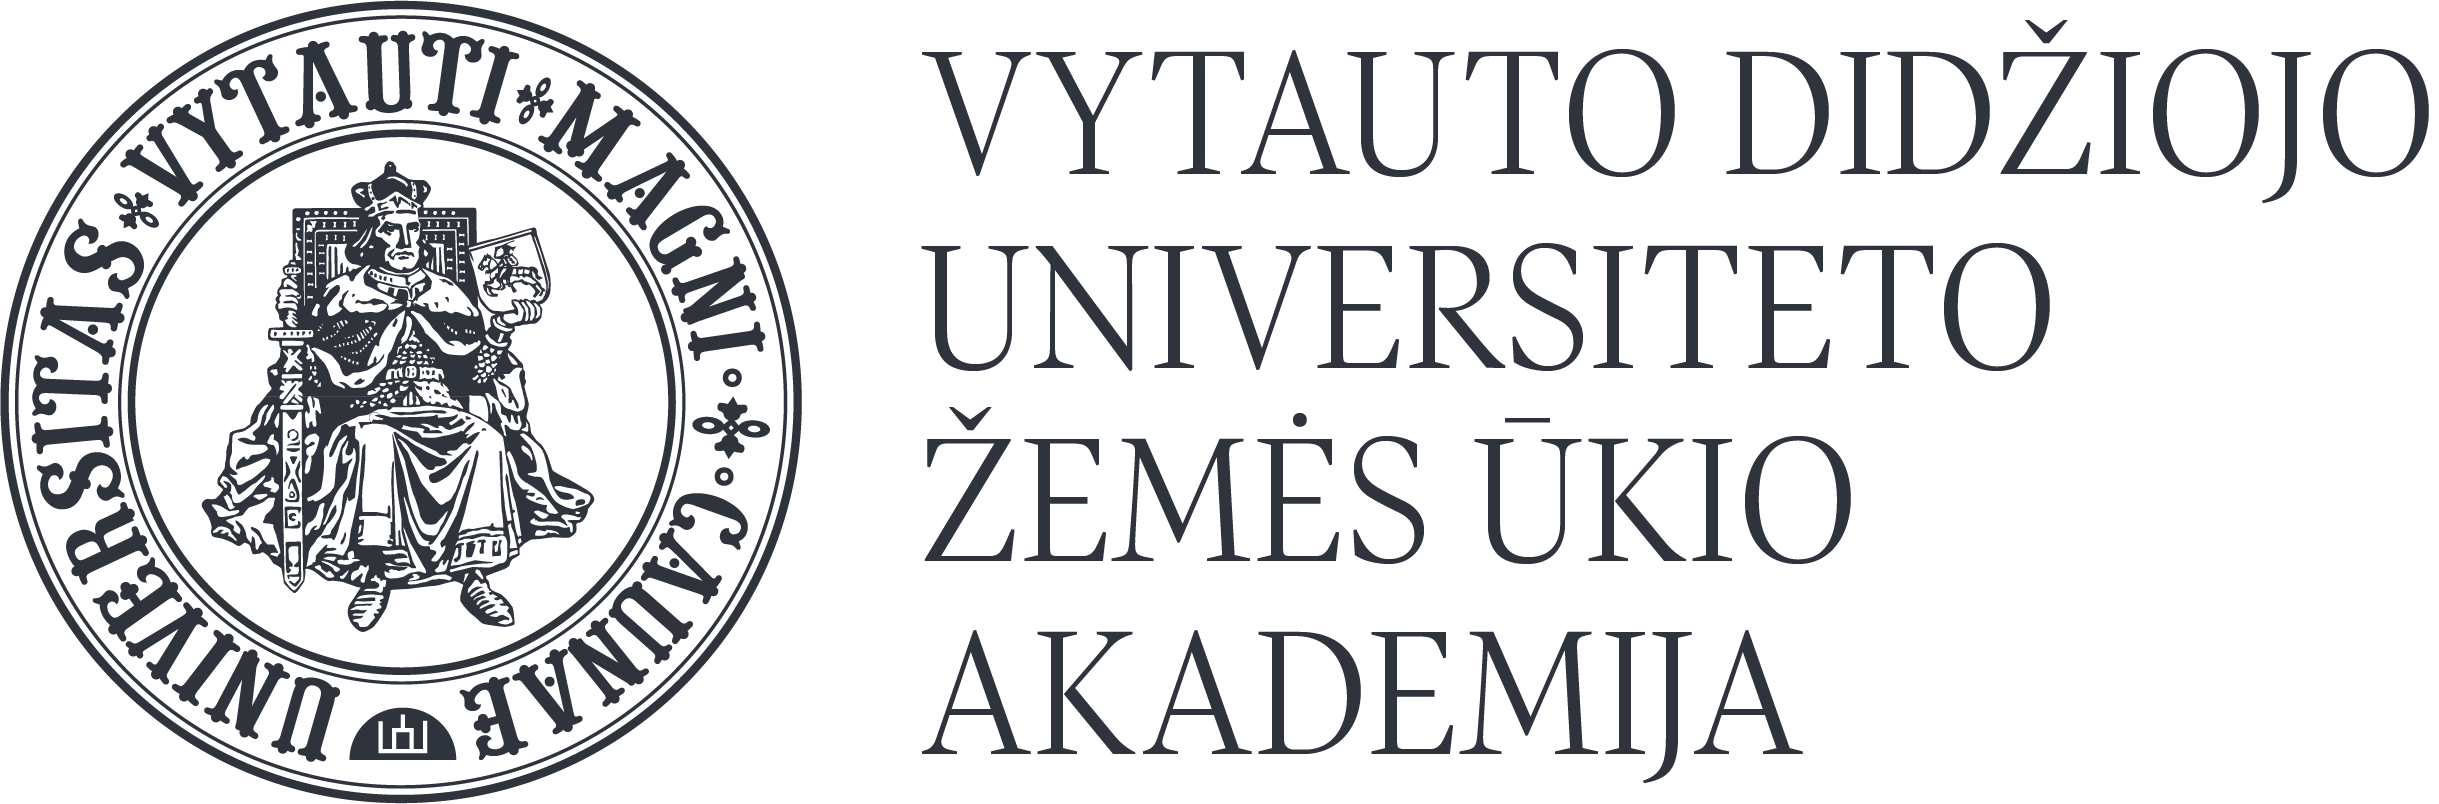 UNIVERSITAS VYTAUTI MAGNI CAUNAE
VYTAUTO DIDŽIOJO
UNIVERSITETO
ŽEMĖS ŪKIO
AKADEMIJA